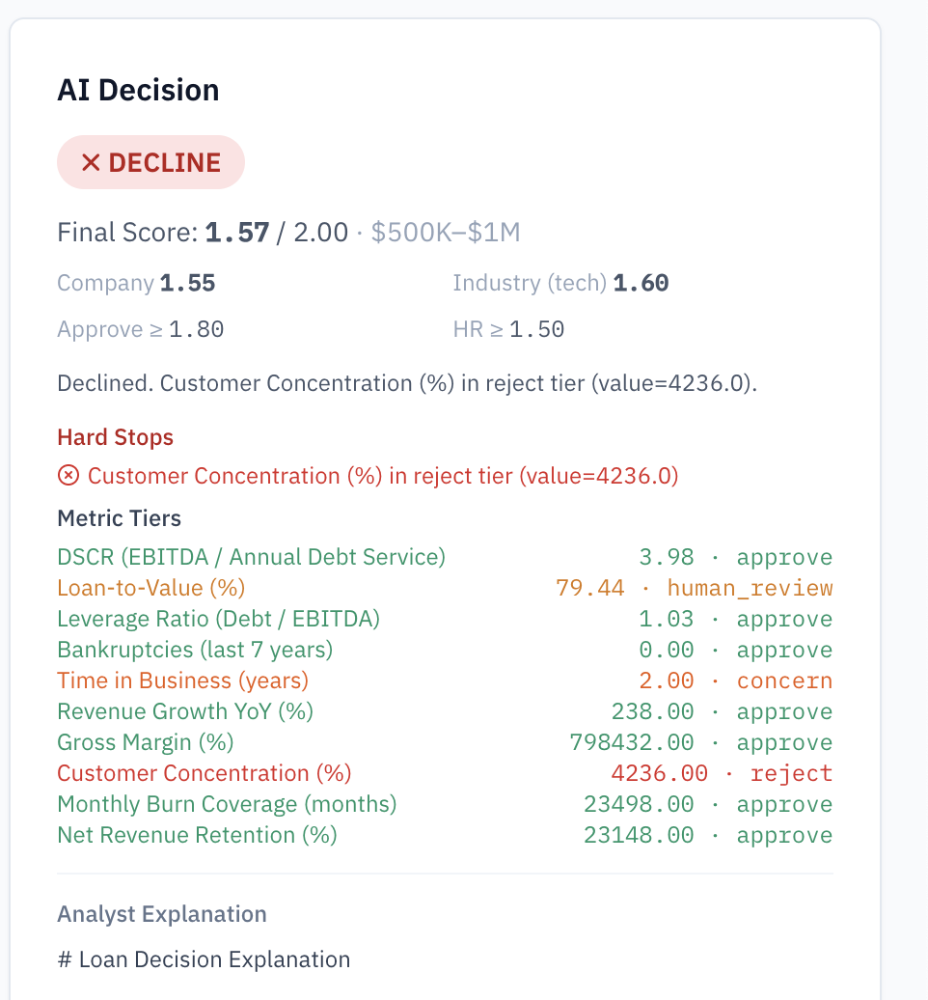 AI Decision
✕ DECLINE
Final Score: 1.57 / 2.00 · $500K–$1M
Company 1.55 Industry (tech) 1.60
Approve ≥ 1.80 HR ≥ 1.50
Declined. Customer Concentration (%) in reject tier (value=4236.0).
Hard Stops
Customer Concentration (%) in reject tier (value=4236.0)
Metric Tiers
DSCR (EBITDA / Annual Debt Service) 3.98 · approve
Loan-to-Value (%) 79.44 · human_review
Leverage Ratio (Debt / EBITDA) 1.03 · approve
Bankruptcies (last 7 years) 0.00 · approve
Time in Business (years) 2.00 · concern
Revenue Growth YoY (%) 238.00 · approve
Gross Margin (%) 798432.00 · approve
Customer Concentration (%) 4236.00 · reject
Monthly Burn Coverage (months) 23498.00 · approve
Net Revenue Retention (%) 23148.00 · approve
Analyst Explanation
# Loan Decision Explanation